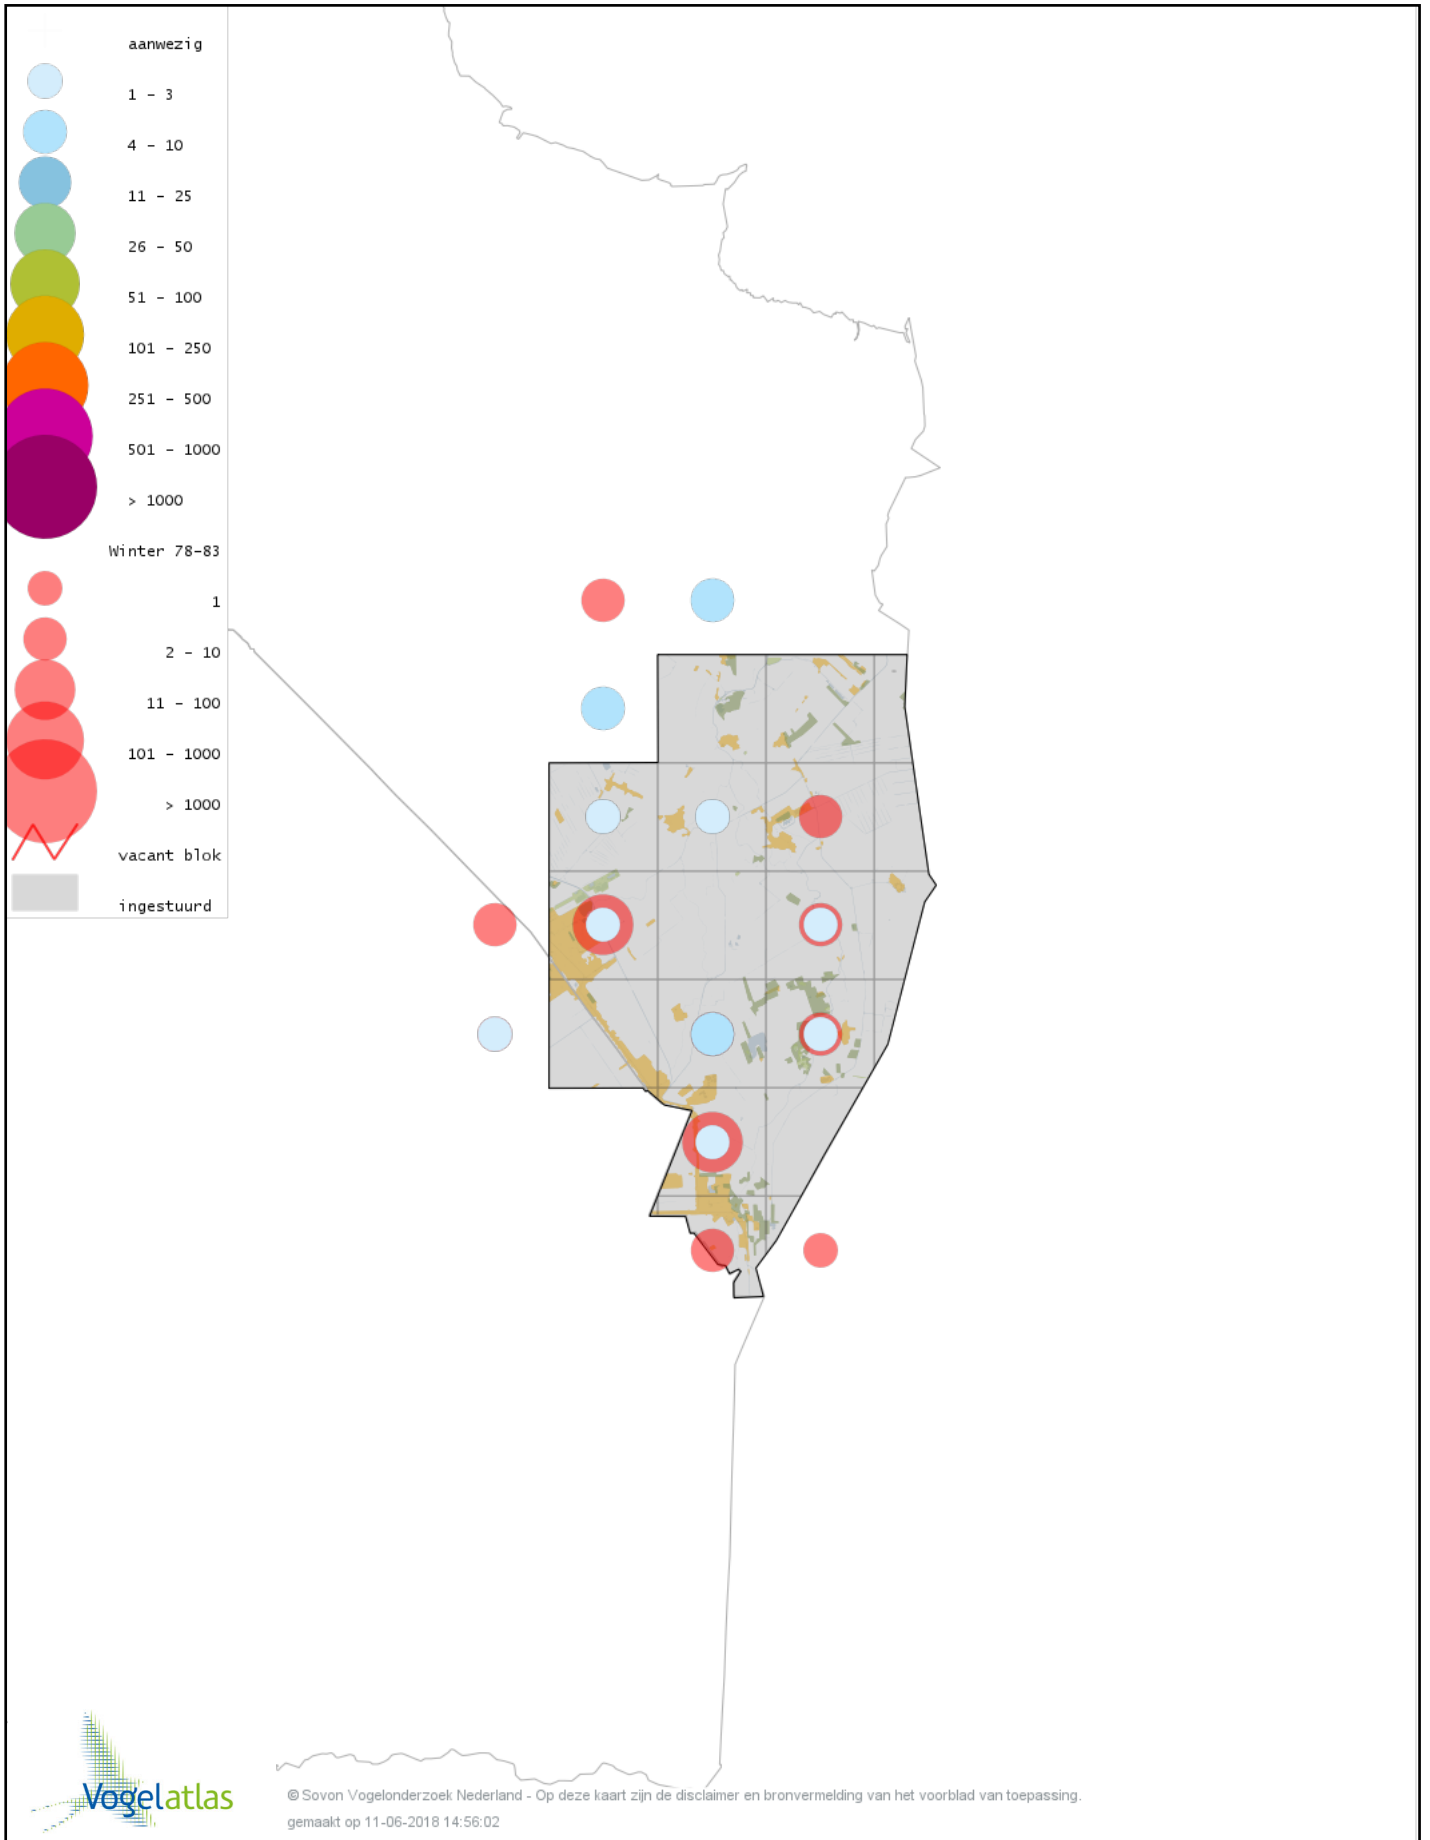 aanwezig
1 - 3
4 - 10
11 - 25
26 - 50
51 - 100
101 - 250
251 - 500
501 - 1000
> 1000
Winter 78-83
1
2 - 10
11 - 100
101 - 1000
> 1000
vacant blok
ingestuurd
Vogelatlas
© Sovon Vogelonderzoek Nederland - Op deze kaart zijn de disclaimer en bronvermelding van het voorblad van toepassing.
gemaakt op 11-06-2018 14:56:02